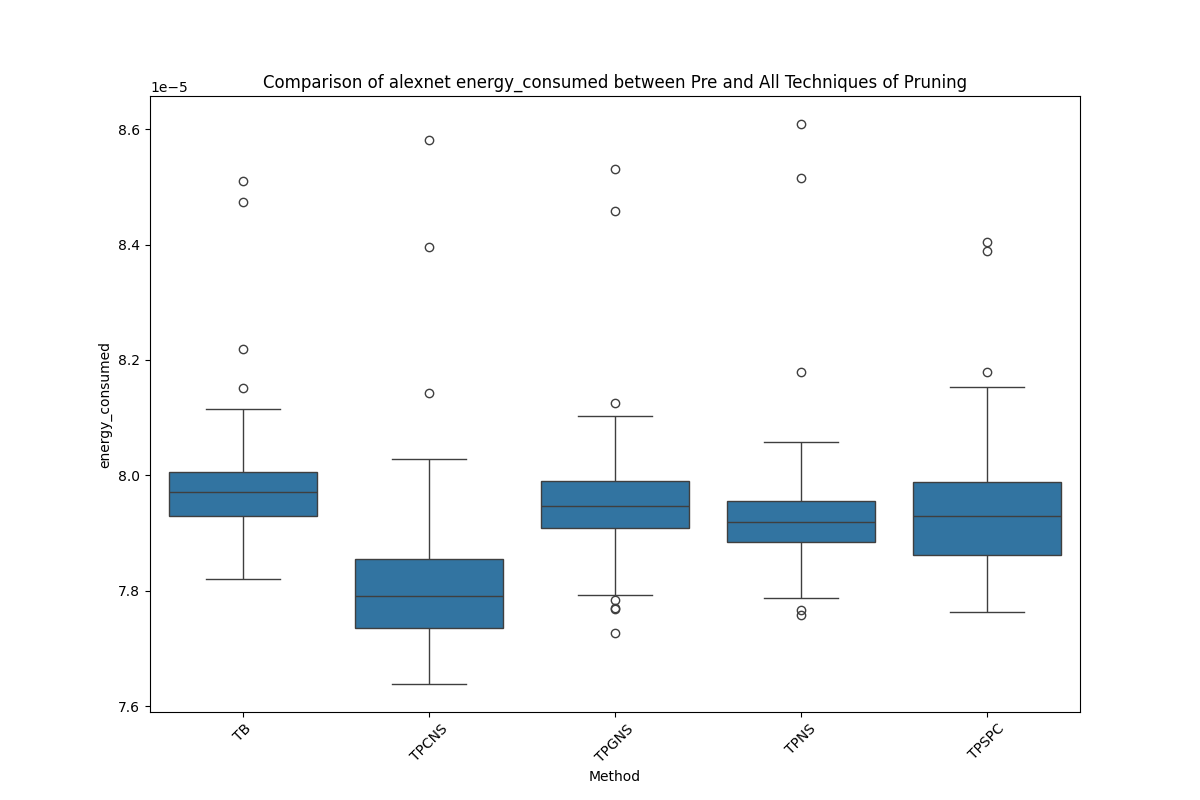 Comparison of alexnet energy_consumed between Pre and All Techniques of Pruning
1e−5
8.6
8.4
8.2
8.0
7.8
7.6
energy_consumed
TB
TPCNS
TPGNS
TPNS
TPSPC
Method